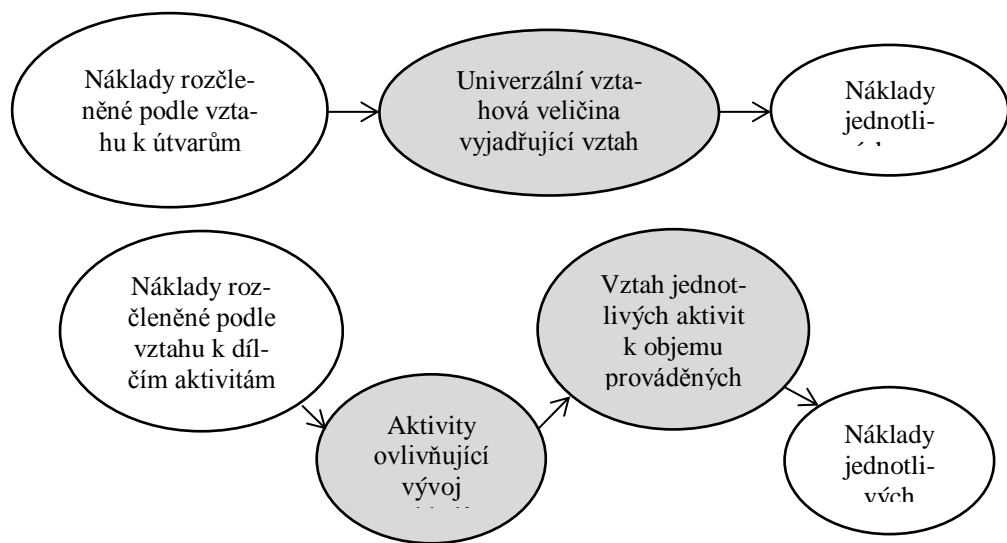 Náklady rozčle-
něné podle vzta-
hu k útvarům
Univerzální vzta-
hová veličina
vyjadřující vztah
Náklady
jednotli-
Náklady roz-
členěné podle
vztahu k díl-
čím aktivitám
Aktivity
ovlivňující
vývoj
Vztah jednot-
livých aktivit
k objemu
prováděných
Náklady
jednotli-
vých